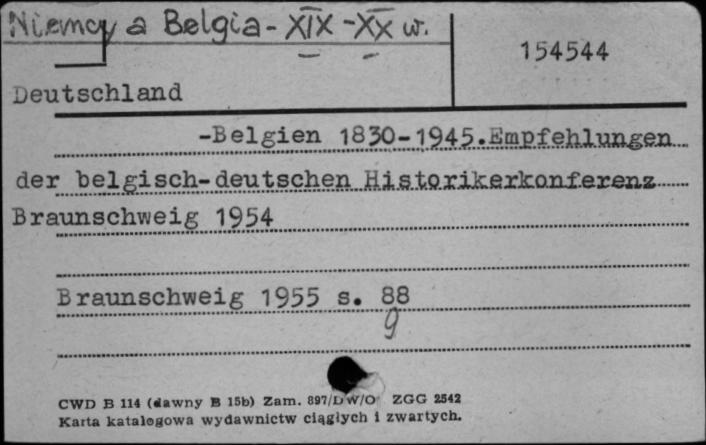 Niemcy a Belgia - XIX - XX w.
154544
Deutschland
-Belgien 1830-1945.Empfehlungen
der belgisch-deutschen Historikerkonferenz
Braunschweig 1954
Braunschweig 1955 s. 88
g
CWD B 114 (dawny B 15b) Zam. 897/DW/O ZGG 2542
Karta katalogowa wydawnictw ciągłych i zwartych.